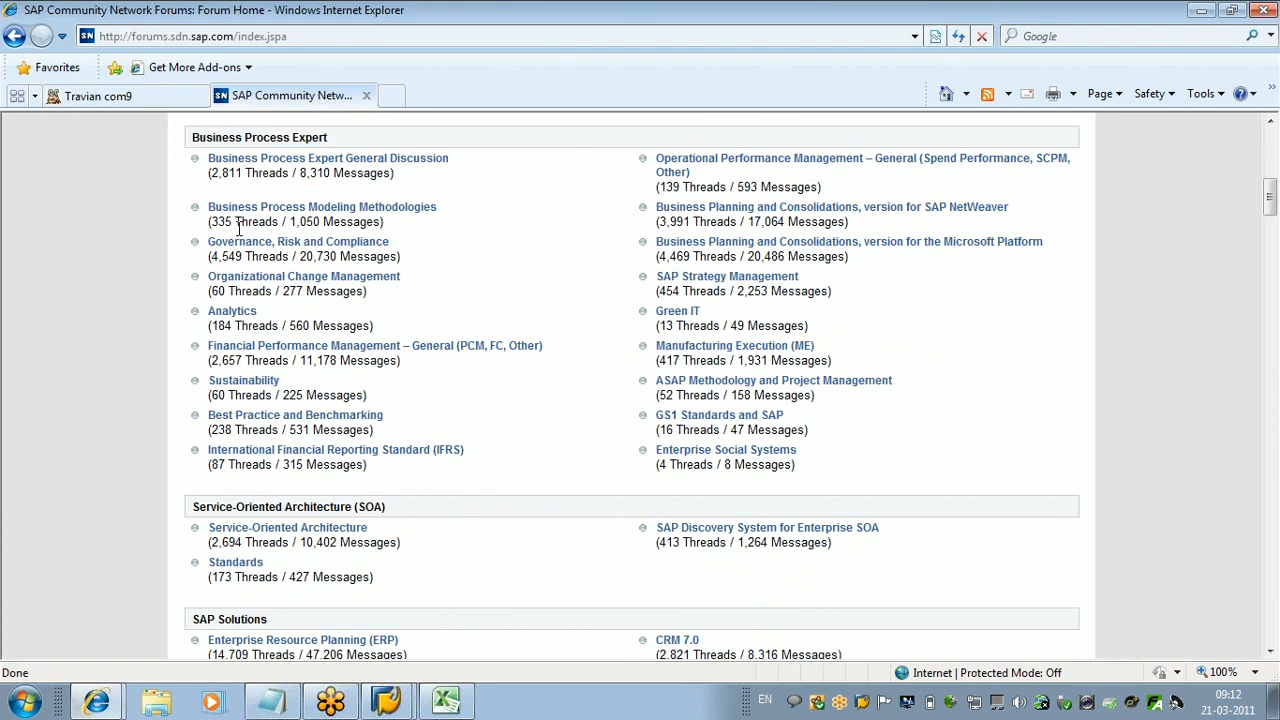 SAP Community Network Forums: Forum Home - Windows Internet Explorer
http://forums.sdn.sap.com/index.jspa
Google
Favorites
Get More Add-ons
Travian com9
SAP Community Netw...
Page
Safety
Tools
Business Process Expert
Business Process Expert General Discussion
(2,811 Threads / 8,310 Messages)
Operational Performance Management – General (Spend Performance, SCPM,
Other)
(139 Threads / 593 Messages)
Business Process Modeling Methodologies
(335 Threads / 1,050 Messages)
Business Planning and Consolidations, version for SAP NetWeaver
(3,991 Threads / 17,064 Messages)
Governance, Risk and Compliance
(4,549 Threads / 20,730 Messages)
Business Planning and Consolidations, version for the Microsoft Platform
(4,469 Threads / 20,486 Messages)
Organizational Change Management
(60 Threads / 277 Messages)
SAP Strategy Management
(454 Threads / 2,253 Messages)
Analytics
(184 Threads / 560 Messages)
Green IT
(13 Threads / 49 Messages)
Financial Performance Management – General (PCM, FC, Other)
(2,657 Threads / 11,178 Messages)
Manufacturing Execution (ME)
(417 Threads / 1,931 Messages)
Sustainability
(60 Threads / 225 Messages)
ASAP Methodology and Project Management
(52 Threads / 158 Messages)
Best Practice and Benchmarking
(238 Threads / 531 Messages)
GS1 Standards and SAP
(16 Threads / 47 Messages)
International Financial Reporting Standard (IFRS)
(87 Threads / 315 Messages)
Enterprise Social Systems
(4 Threads / 8 Messages)
Service-Oriented Architecture (SOA)
Service-Oriented Architecture
(2,694 Threads / 10,402 Messages)
SAP Discovery System for Enterprise SOA
(413 Threads / 1,264 Messages)
Standards
(173 Threads / 427 Messages)
SAP Solutions
Enterprise Resource Planning (ERP)
(14,709 Threads / 47,206 Messages)
CRM 7.0
(2,821 Threads / 8,316 Messages)
Done
Internet | Protected Mode: Off
100%
EN
09:12
21-03-2011